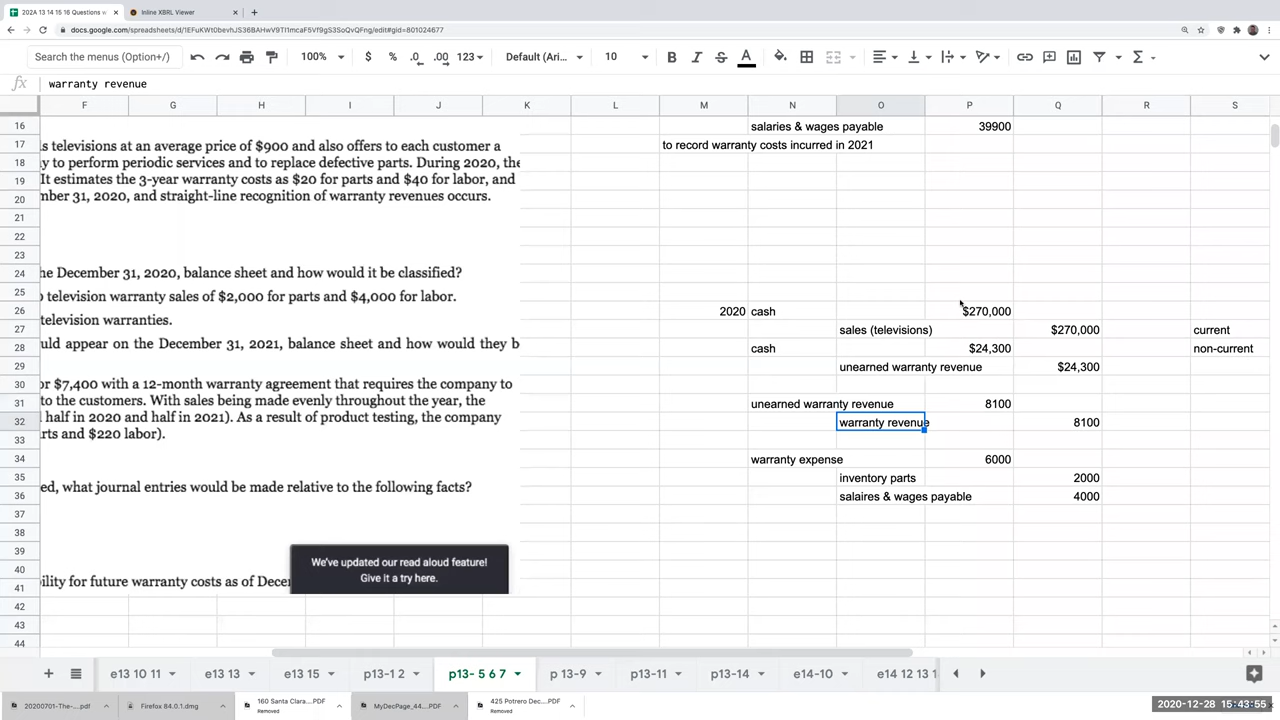 202A 13 14 15 16 Questions w
Inline XBRL Viewer
docs.google.com/spreadsheets/d/1EFuKWt0bevhJS36BAHwV9Tl1mcaF5Vf9gS3SoQvQFng/edit#gid=801024677
Search the menus (Option+/)
100%
$ % .0 .00 123
Default (Ari...
10
B I S A
fx warranty revenue
F G H I J K L M N O P Q R S
16 salaries & wages payable 39900
17 s televisions at an average price of $900 and also offers to each customer a to record warranty costs incurred in 2021
18 y to perform periodic services and to replace defective parts. During 2020, the
19 It estimates the 3-year warranty costs as $20 for parts and $40 for labor, and
20 mber 31, 2020, and straight-line recognition of warranty revenues occurs.
21
22
23
24 he December 31, 2020, balance sheet and how would it be classified?
25 o television warranty sales of $2,000 for parts and $4,000 for labor.
26 television warranties. 2020 cash $270,000
27 ould appear on the December 31, 2021, balance sheet and how would they b sales (televisions) $270,000 current
28 cash $24,300 non-current
29 unearned warranty revenue $24,300
30 or $7,400 with a 12-month warranty agreement that requires the company to
31 to the customers. With sales being made evenly throughout the year, the unearned warranty revenue 8100
32 half in 2020 and half in 2021). As a result of product testing, the company warranty revenue 8100
33 rts and $220 labor).
34 warranty expense 6000
35 inventory parts 2000
36 ed, what journal entries would be made relative to the following facts? salaires & wages payable 4000
37
38
39
40 We've updated our read aloud feature!
Give it a try here.
41 ility for future warranty costs as of Decen
42
43
44
e13 10 11 e13 13 e13 15 p13-1 2 p13- 5 6 7 p 13-9 p13-11 p13-14 e14-10 e14 12 13 1
20200701-The-....pdf
Firefox 84.0.1.dmg
160 Santa Clara....PDF
Removed
MyDecPage_44...PDF
425 Potrero Dec....PDF
Removed
2020-12-28 15:43:55